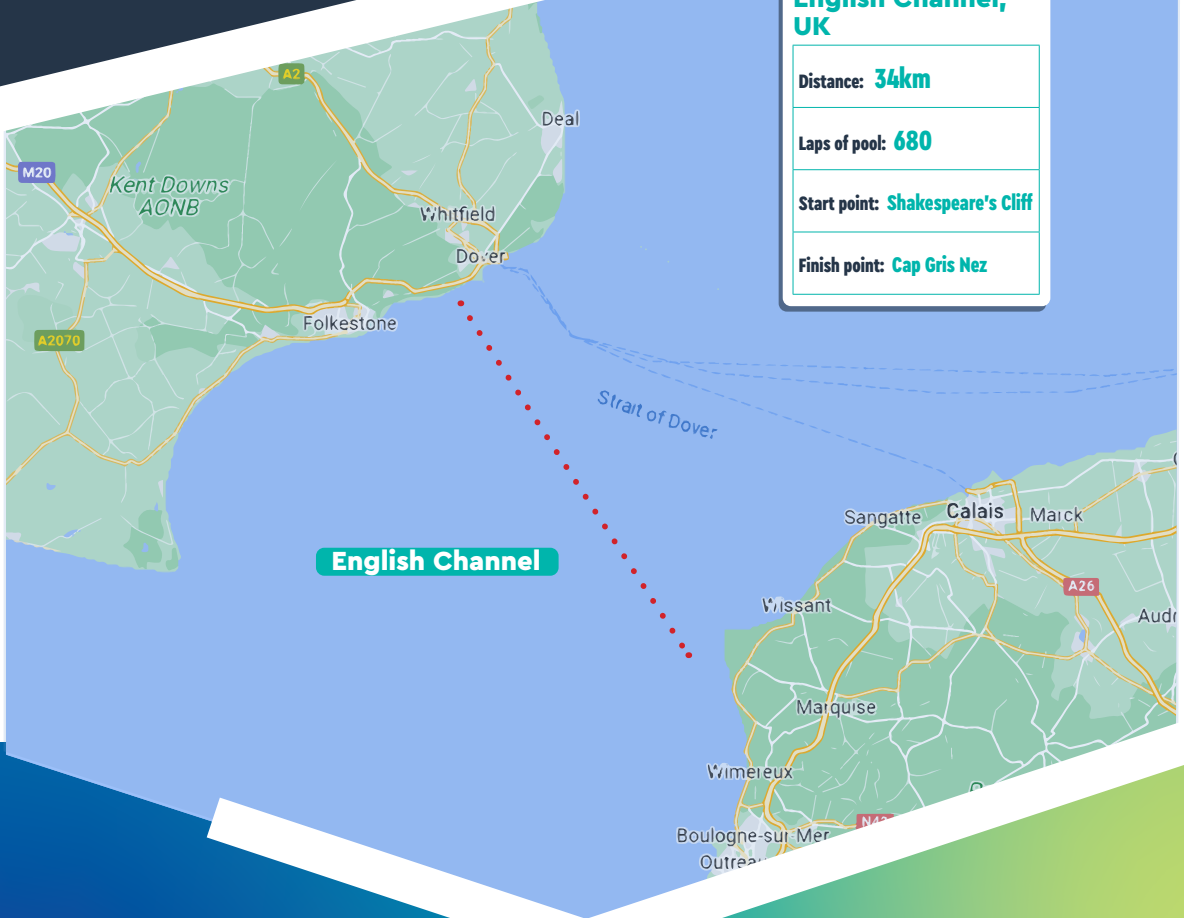 English Channel,
UK
Distance: 34km
Laps of pool: 680
Start point: Shakespeare's Cliff
Finish point: Cap Gris Nez
A2
Deal
M20
Kent Downs
AONB
Whitfield
Dover
Folkestone
A2070
Strait of Dover
English Channel
Sangatte
Calais
Marck
A26
Wissant
Marquise
Wimereux
Boulogne-sur-Mer